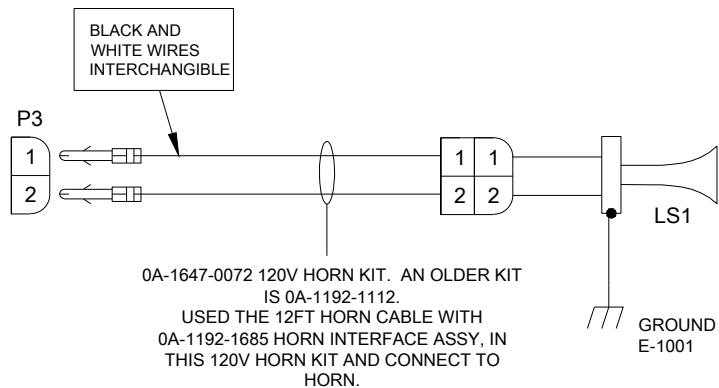 BLACK AND
WHITE WIRES
INTERCHANGIBLE
P3
1
2
1 1
2 2
LS1
0A-1647-0072 120V HORN KIT. AN OLDER KIT
IS 0A-1192-1112.
USED THE 12FT HORN CABLE WITH
0A-1192-1685 HORN INTERFACE ASSY, IN
THIS 120V HORN KIT AND CONNECT TO
HORN.
GROUND
E-1001